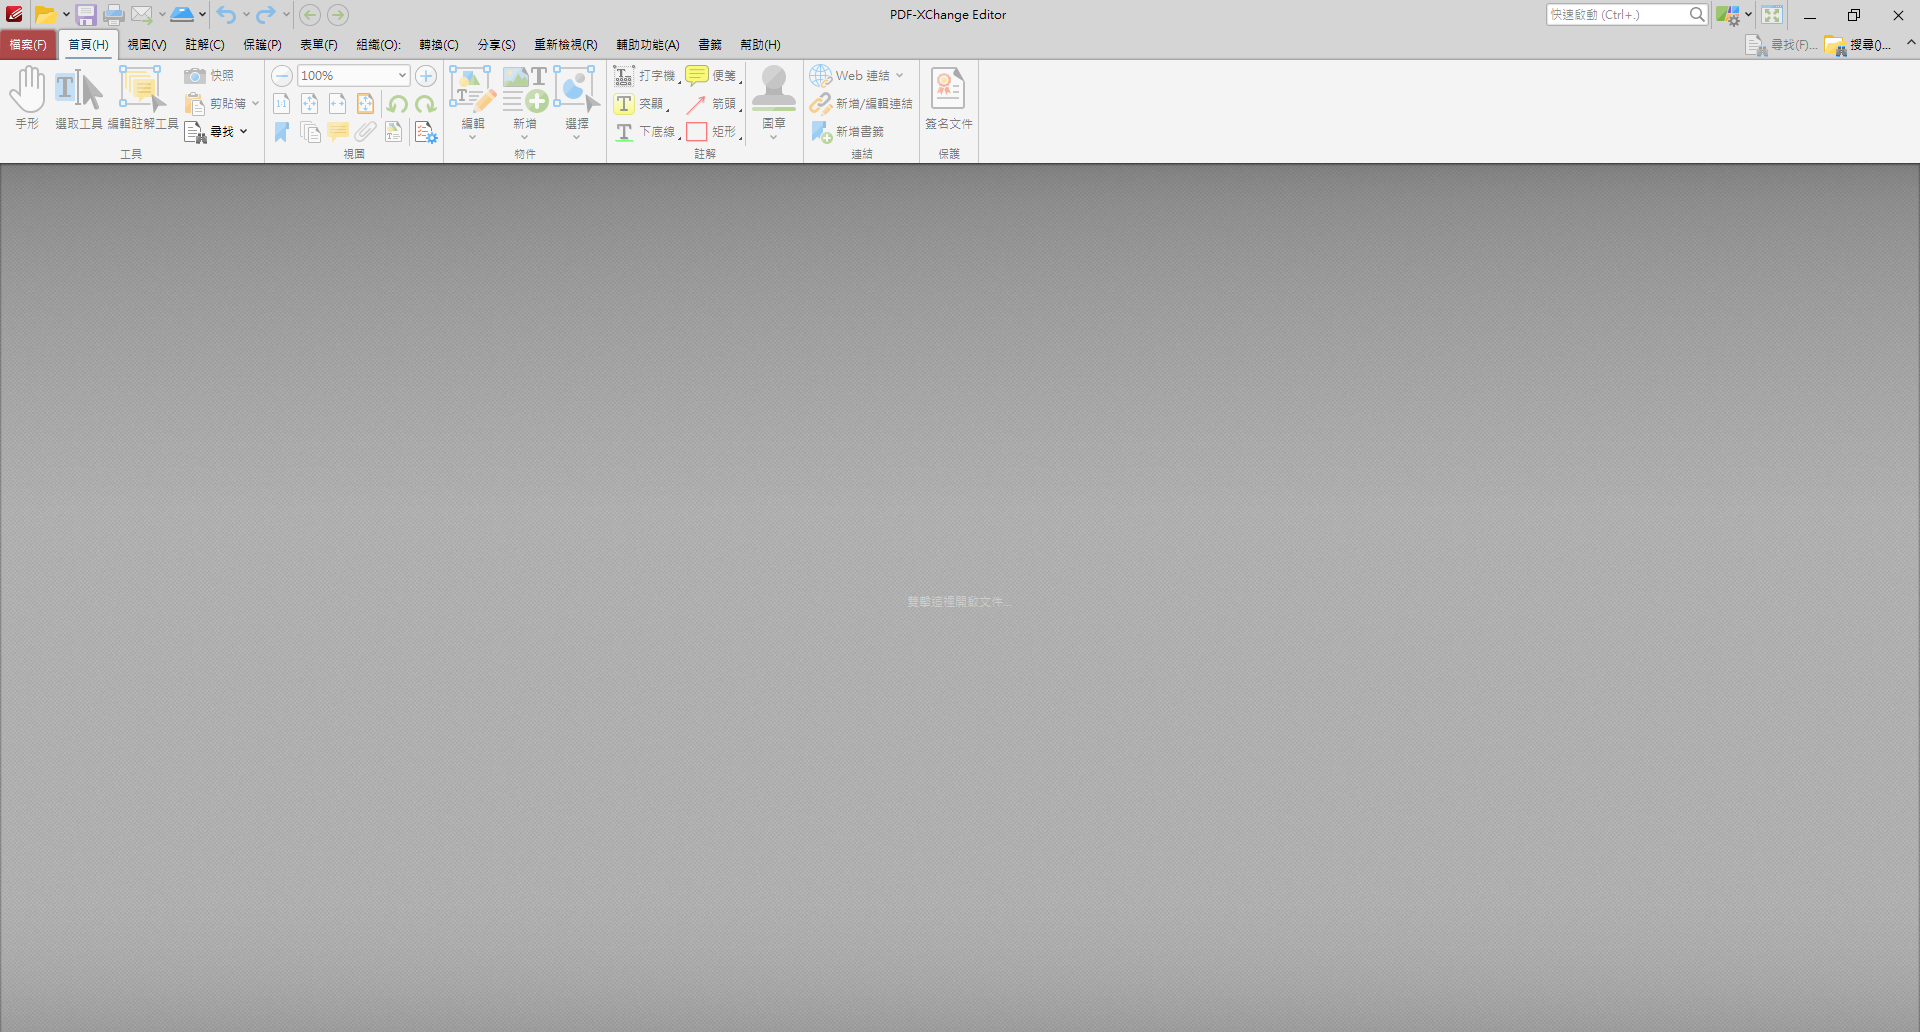 PDF-XChange Editor
快速啟動 (Ctrl+.)
檔案(F) 首頁(H) 視圖(V) 註解(C) 保護(P) 表單(F) 組織(O): 轉換(C) 分享(S) 重新檢視(R) 輔助功能(A) 書籤 幫助(H) 尋找(F)... 搜尋()...
手形 選取工具 編輯註解工具
快照
剪貼簿
尋找
工具
100%
1:1
視圖
編輯 新增 選擇
物件
打字機 便箋
突顯 箭頭
下底線 矩形
圖章
註解
Web 連結
新增/編輯連結
新增書籤
連結
簽名文件
保護
雙擊這裡開啟文件...